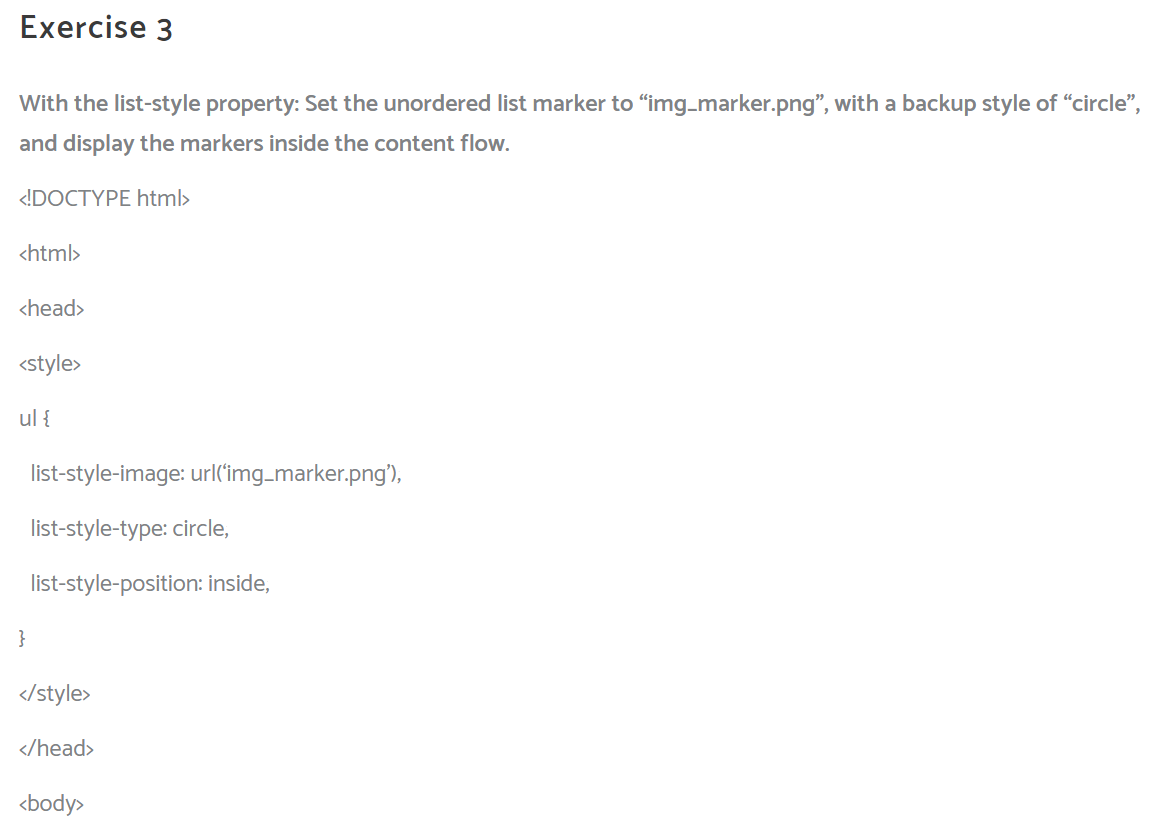 Exercise 3
With the list-style property: Set the unordered list marker to “img_marker.png”, with a backup style of “circle”,
and display the markers inside the content flow.
<!DOCTYPE html>
<html>
<head>
<style>
ul {
list-style-image: url(‘img_marker.png’),
list-style-type: circle,
list-style-position: inside,
}
</style>
</head>
<body>